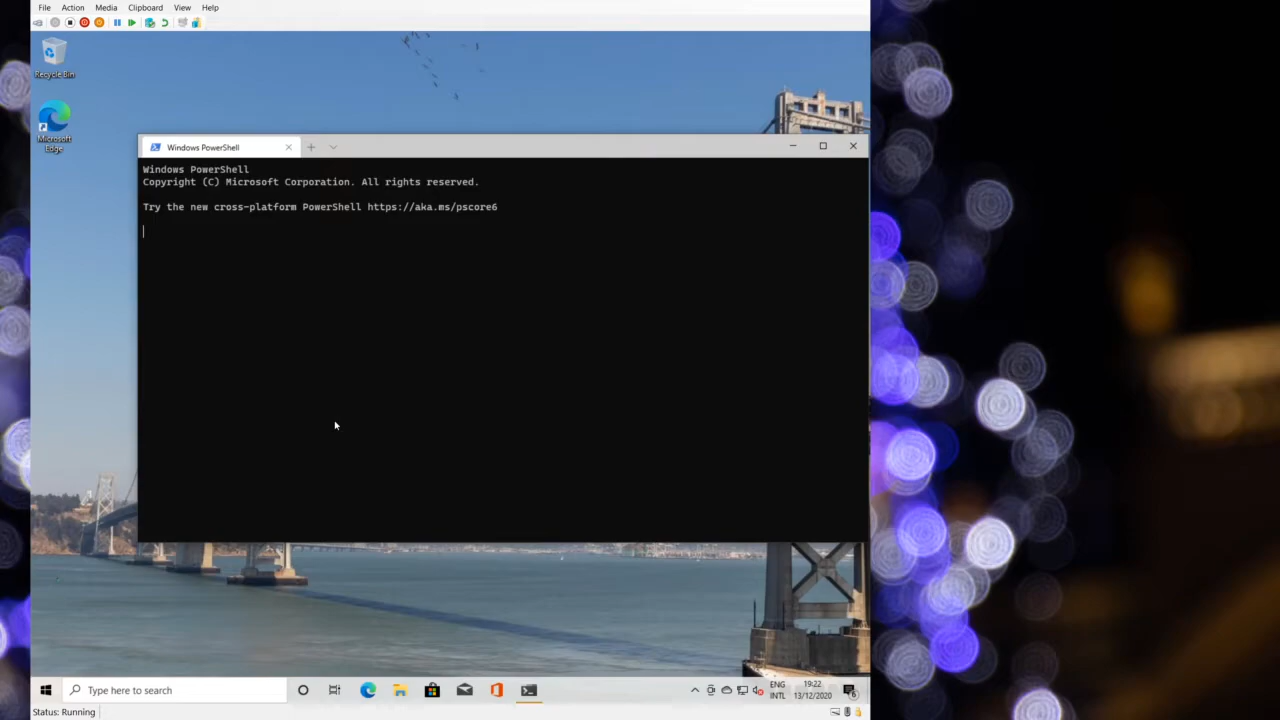 File Action Media Clipboard View Help
Recycle Bin
Microsoft
Edge
Windows PowerShell
Windows PowerShell
Copyright (C) Microsoft Corporation. All rights reserved.
Try the new cross-platform PowerShell https://aka.ms/pscore6
Type here to search
ENG
INTL
19:22
13/12/2020
6
Status: Running